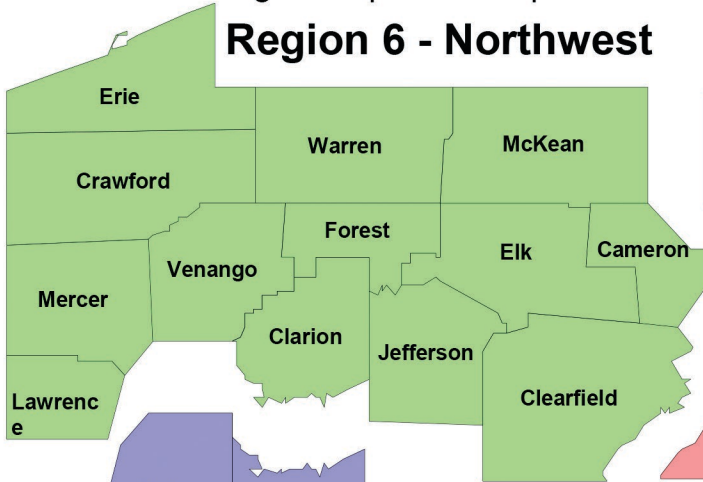 Region 6 - Northwest
Erie
Warren
McKean
Crawford
Forest
Elk
Cameron
Venango
Mercer
Clarion
Jefferson
Clearfield
Lawrenc
e